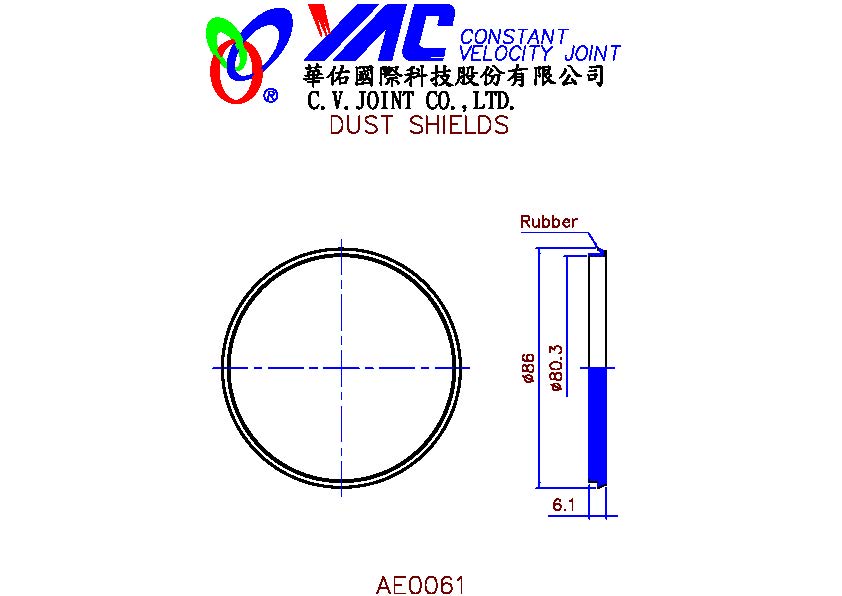 YAC CONSTANT
VELOCITY JOINT
®
華佑國際科技股份有限公司
C.V.JOINT CO.,LTD.
DUST SHIELDS
Rubber
ø86
ø80.3
6.1
AE0061